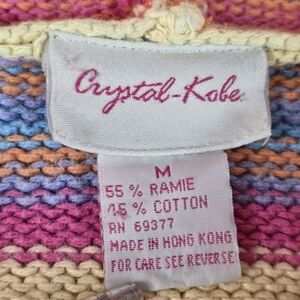 Crystal-Kobe
M
55 % RAMIE
45 % COTTON
RN 69377
MADE IN HONG KONG
FOR CARE SEE REVERSE